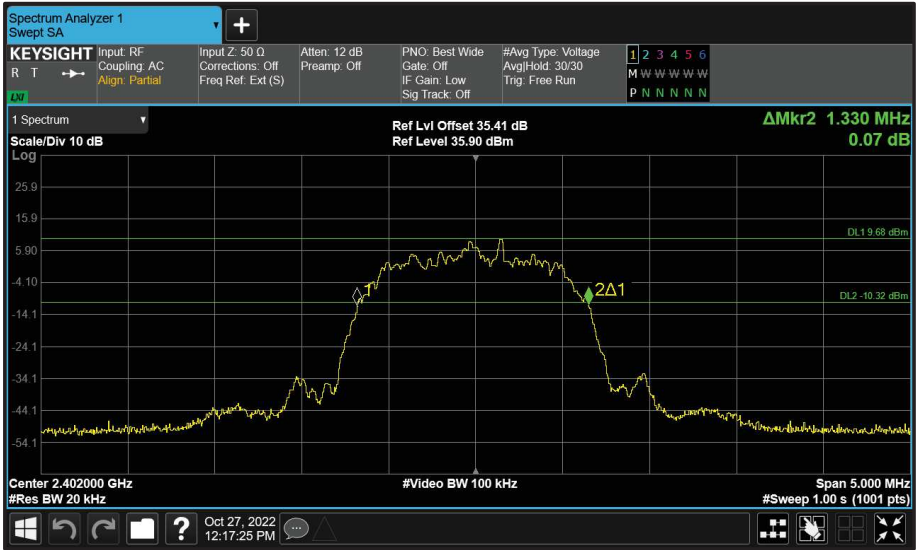 Spectrum Analyzer 1
Swept SA
+
KEYSIGHT
R T
LXI
Input: RF
Coupling: AC
Align: Partial
Input Z: 50 Ω
Corrections: Off
Freq Ref: Ext (S)
Atten: 12 dB
Preamp: Off
PNO: Best Wide
Gate: Off
IF Gain: Low
Sig Track: Off
#Avg Type: Voltage
Avg|Hold: 30/30
Trig: Free Run
1 2 3 4 5 6
M W W W W W
P N N N N N
1 Spectrum
Scale/Div 10 dB
Log
Ref Lvl Offset 35.41 dB
Ref Level 35.90 dBm
ΔMkr2 1.330 MHz
0.07 dB
25.9
15.9
DL1 9.68 dBm
5.90
-4.10
1
2Δ1
DL2 -10.32 dBm
-14.1
-24.1
-34.1
-44.1
-54.1
Center 2.402000 GHz
#Video BW 100 kHz
Span 5.000 MHz
#Res BW 20 kHz
#Sweep 1.00 s (1001 pts)
?
Oct 27, 2022
12:17:25 PM